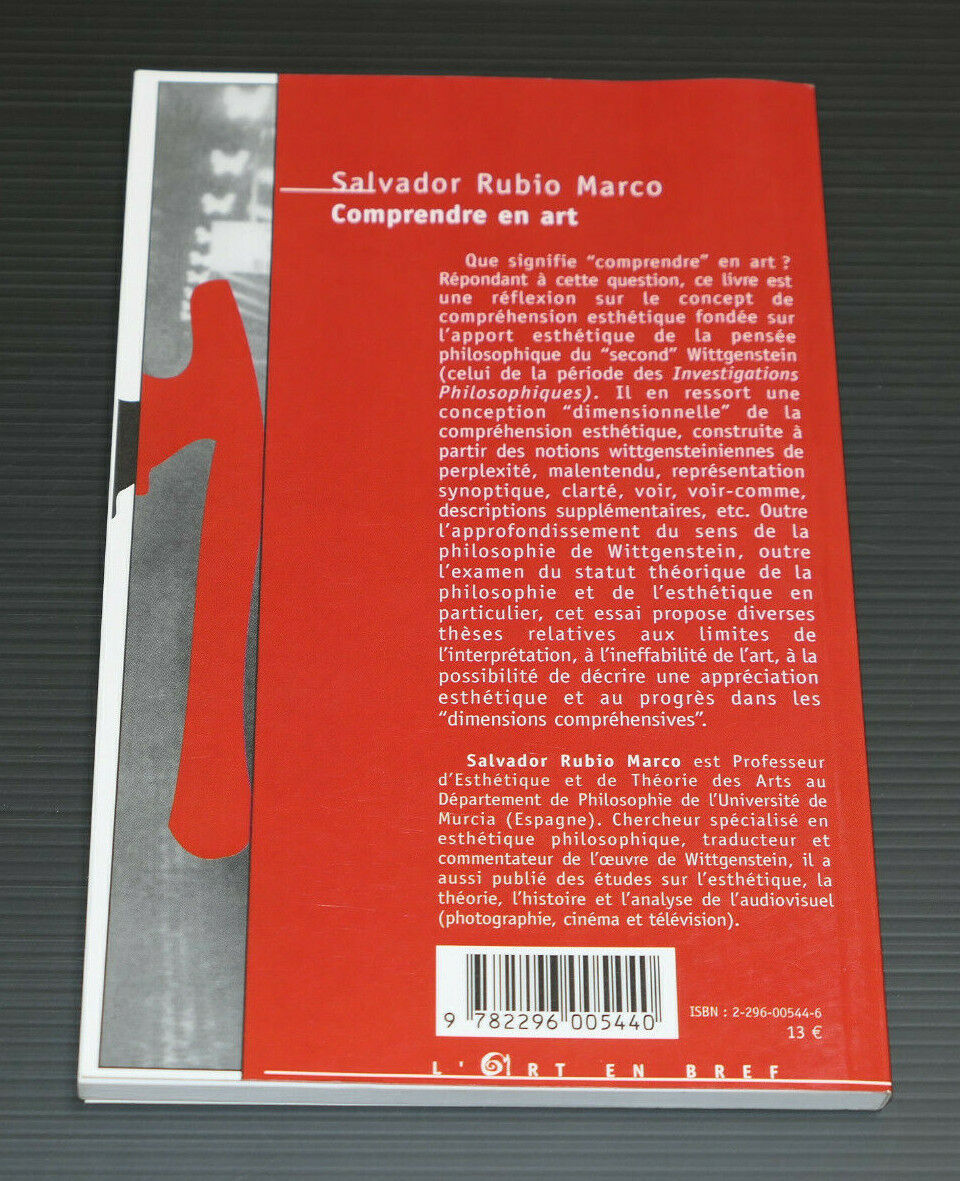 Salvador Rubio Marco
Comprendre en art
Que signifie “comprendre” en art ?
Répondant à cette question, ce livre est
une réflexion sur le concept de
compréhension esthétique fondée sur
l'apport esthétique de la pensée
philosophique du “second” Wittgenstein
(celui de la période des Investigations
Philosophiques). Il en ressort une
conception “dimensionnelle” de la
compréhension esthétique, construite à
partir des notions wittgensteiniennes de
perplexité, malentendu, représentation
synoptique, clarté, voir, voir-comme,
descriptions supplémentaires, etc. Outre
l'approfondissement du sens de la
philosophie de Wittgenstein, outre
l'examen du statut théorique de la
philosophie et de l'esthétique en
particulier, cet essai propose diverses
thèses relatives aux limites de
l'interprétation, à l'ineffabilité de l'art, à la
possibilité de décrire une appréciation
esthétique et au progrès dans les
“dimensions compréhensives”.
Salvador Rubio Marco est Professeur
d'Esthétique et de Théorie des Arts au
Département de Philosophie de l'Université de
Murcia (Espagne). Chercheur spécialisé en
esthétique philosophique, traducteur et
commentateur de l'œuvre de Wittgenstein, il a
aussi publié des études sur l'esthétique, la
théorie, l'histoire et l'analyse de l'audiovisuel
(photographie, cinéma et télévision).
9 782296 005440
ISBN : 2-296-00544-6
13 €
L'ART EN BREF